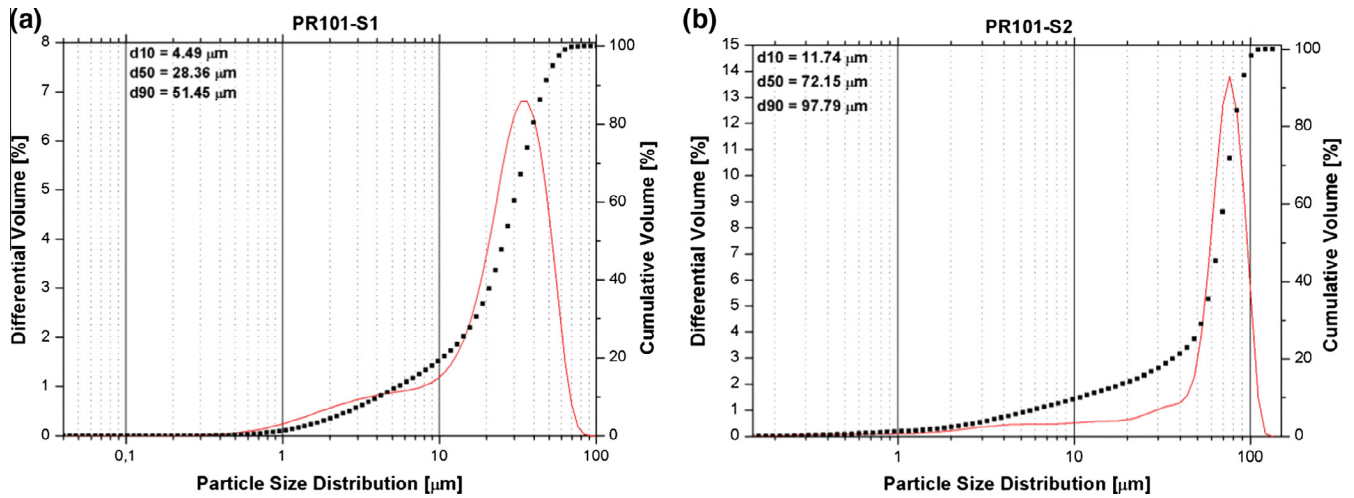 (a)
PR101-S1
d10 = 4.49 µm
d50 = 28.36 µm
d90 = 51.45 µm
Differential Volume [%]
8
7
6
5
4
3
2
1
0
0,1
1
10
100
Particle Size Distribution [µm]
100
80
60
40
20
0
Cumulative Volume [%]
(b)
PR101-S2
d10 = 11.74 µm
d50 = 72.15 µm
d90 = 97.79 µm
Differential Volume [%]
15
14
13
12
11
10
9
8
7
6
5
4
3
2
1
0
1
10
100
Particle Size Distribution [µm]
100
80
60
40
20
0
Cumulative Volume [%]